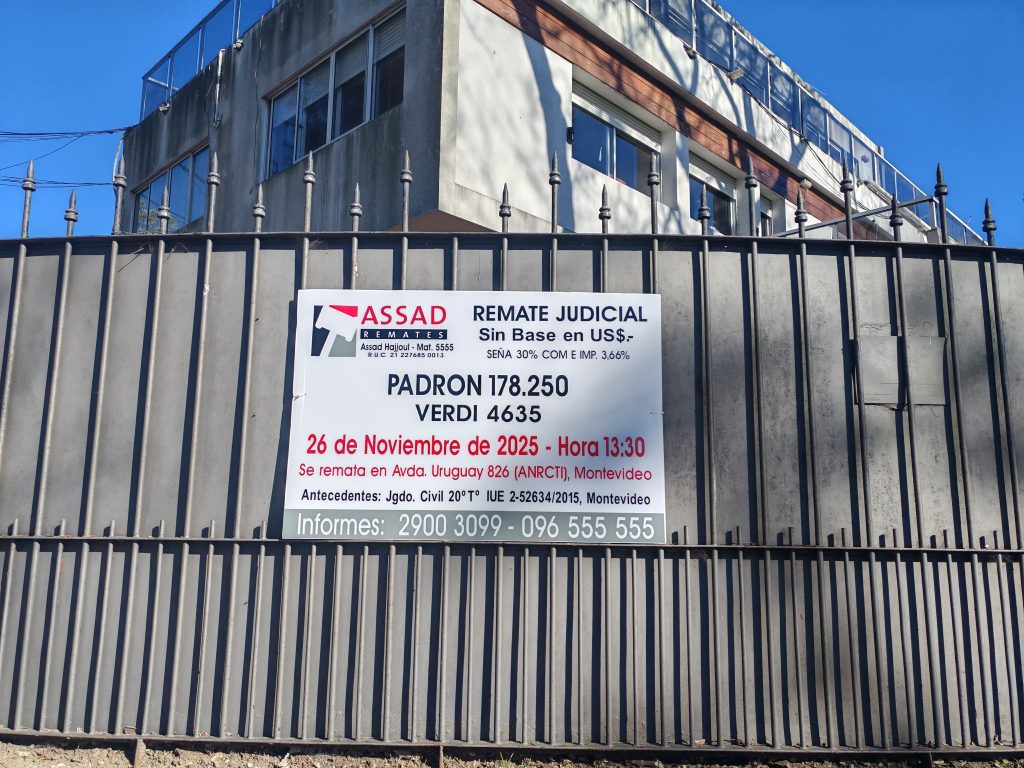 ASSAD
REMATES
Assad Hajjoul - Mat. 5555
R.U.C. 21 227685 0013
REMATE JUDICIAL
Sin Base en US$.-
SEÑA 30% COM E IMP. 3,66%
PADRON 178.250
VERDI 4635
26 de Noviembre de 2025 - Hora 13:30
Se remata en Avda. Uruguay 826 (ANRCTI), Montevideo
Antecedentes: Jgdo. Civil 20º Tº IUE 2-52634/2015, Montevideo
Informes: 2900 3099 - 096 555 555